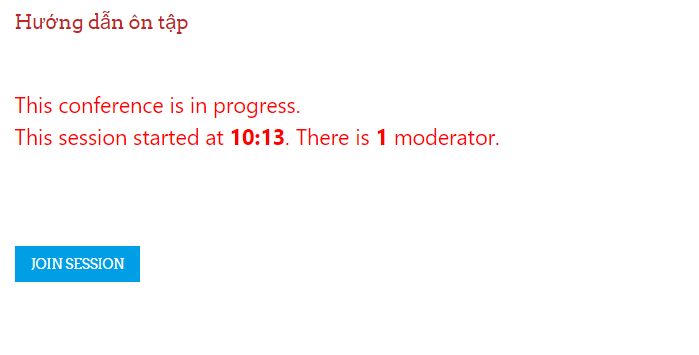 Hướng dẫn ôn tập
This conference is in progress.
This session started at 10:13. There is 1 moderator.
JOIN SESSION